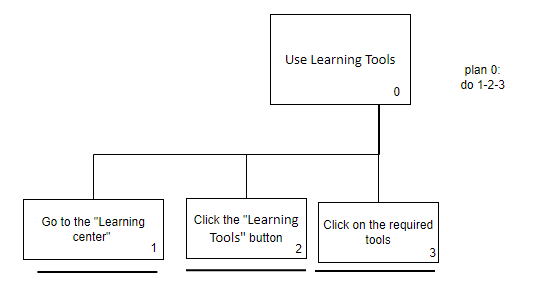 Use Learning Tools
0
plan 0:
do 1-2-3
Go to the "Learning
center"
1
Click the "Learning
Tools" button
2
Click on the required
tools
3